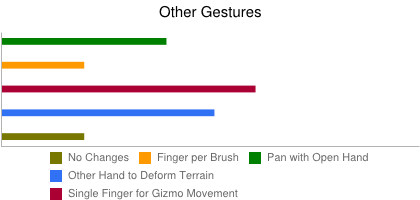 Other Gestures
No Changes Finger per Brush Pan with Open Hand
Other Hand to Deform Terrain
Single Finger for Gizmo Movement